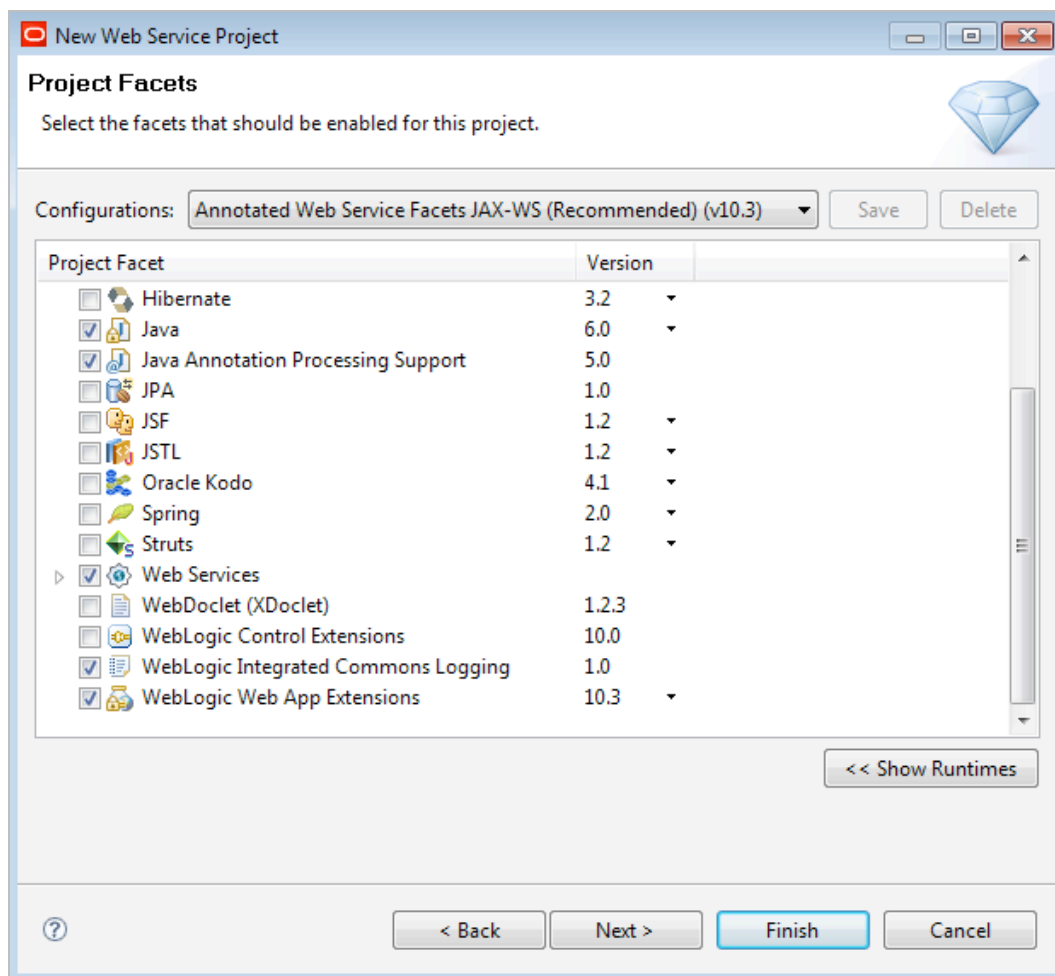 New Web Service Project
Project Facets
Select the facets that should be enabled for this project.
Configurations: Annotated Web Service Facets JAX-WS (Recommended) (v10.3) Save Delete
Project Facet Version
Hibernate 3.2
Java 6.0
Java Annotation Processing Support 5.0
JPA 1.0
JSF 1.2
JSTL 1.2
Oracle Kodo 4.1
Spring 2.0
Struts 1.2
Web Services
WebDoclet (XDoclet) 1.2.3
WebLogic Control Extensions 10.0
WebLogic Integrated Commons Logging 1.0
WebLogic Web App Extensions 10.3
<< Show Runtimes
? < Back Next > Finish Cancel